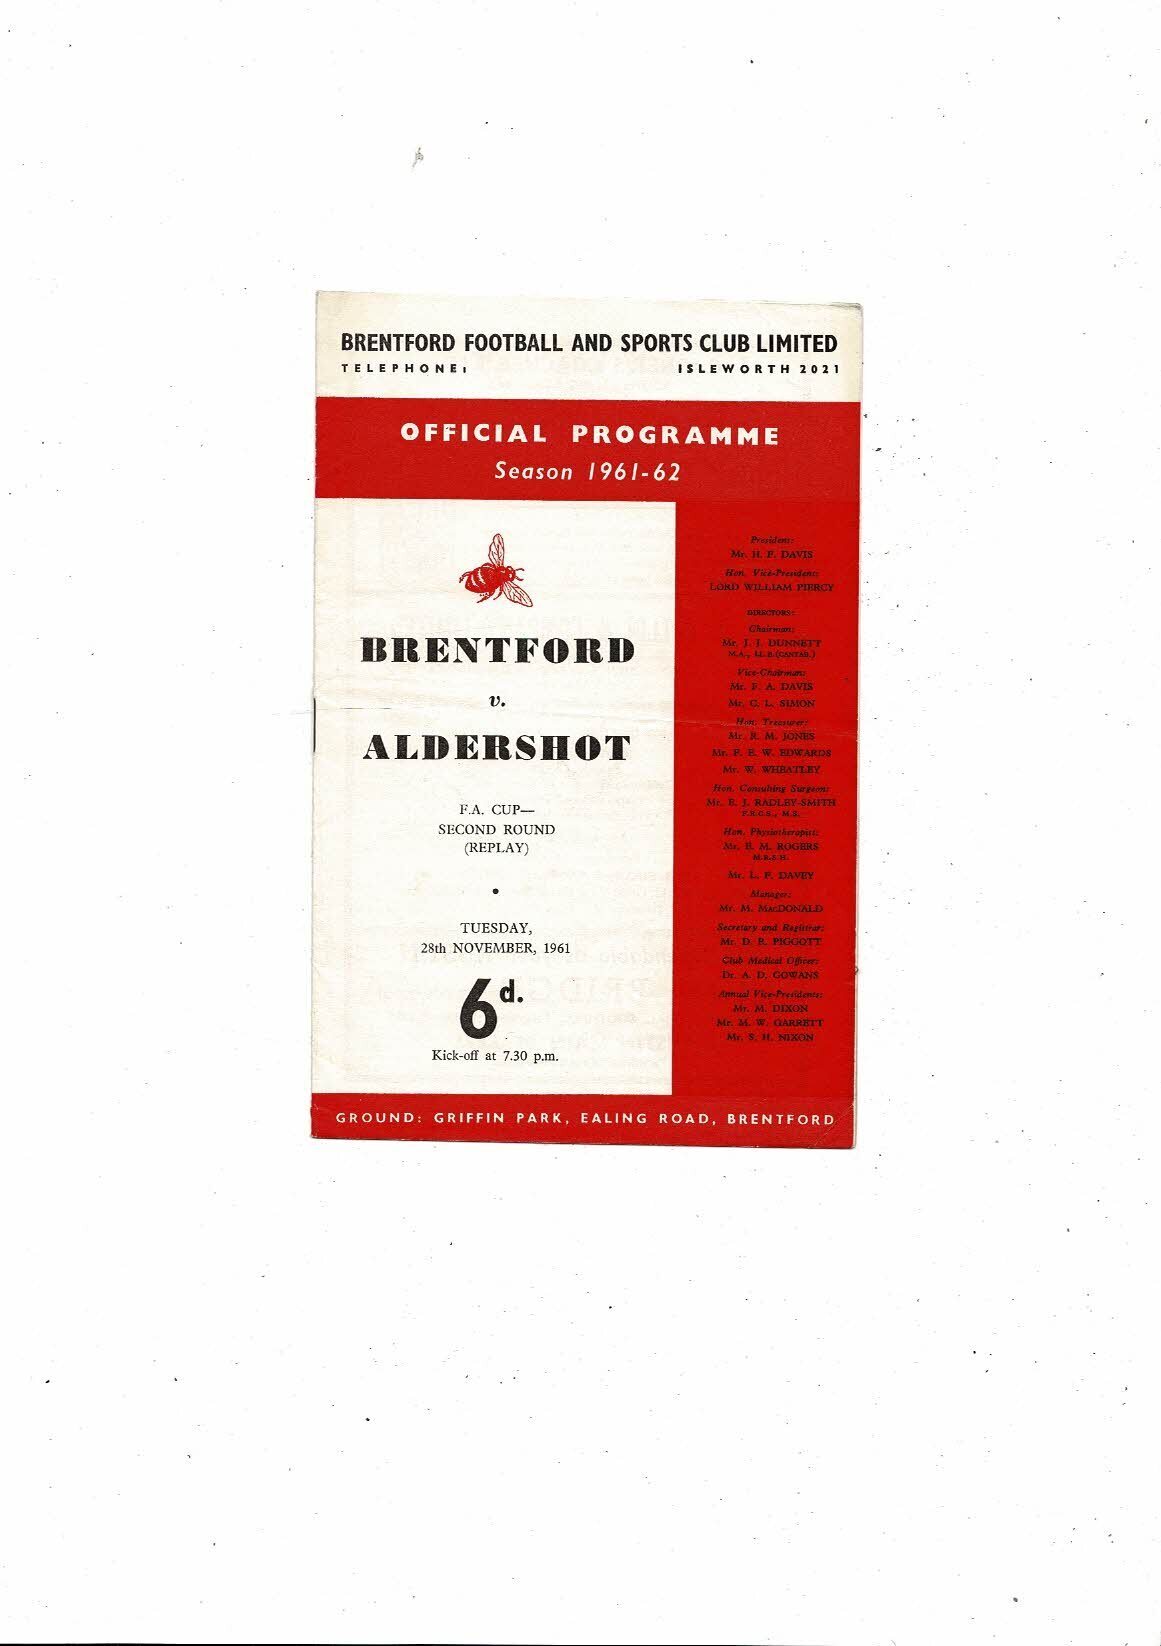 BRENTFORD FOOTBALL AND SPORTS CLUB LIMITED
TELEPHONE: ISLEWORTH 2021
OFFICIAL PROGRAMME
Season 1961-62
BRENTFORD
v.
ALDERSHOT
F.A. CUP—
SECOND ROUND
(REPLAY)
TUESDAY,
28th NOVEMBER, 1961
6d.
Kick-off at 7.30 p.m.
President:
Mr. H. F. DAVIS
Hon. Vice-President:
LORD WILLIAM PIERCY
DIRECTORS:
Chairman:
Mr. J. J. DUNNETT
M.A., LL.B.(CANTAB.)
Vice-Chairman:
Mr. F. A. DAVIS
Mr. C. L. SIMON
Hon. Treasurer:
Mr. R. M. JONES
Mr. F. E. W. EDWARDS
Mr. W. WHEATLEY
Hon. Consulting Surgeon:
Mr. E. J. RADLEY-SMITH
F.R.C.S., M.S.
Hon. Physiotherapist:
Mr. B. M. ROGERS
M.R.S.H.
Mr. L. F. DAVEY
Manager:
Mr. M. MacDONALD
Secretary and Registrar:
Mr. D. R. PIGGOTT
Club Medical Officer:
Dr. A. D. GOWANS
Annual Vice-Presidents:
Mr. M. DIXON
Mr. M. W. GARRETT
Mr. S. H. NIXON
GROUND: GRIFFIN PARK, EALING ROAD, BRENTFORD